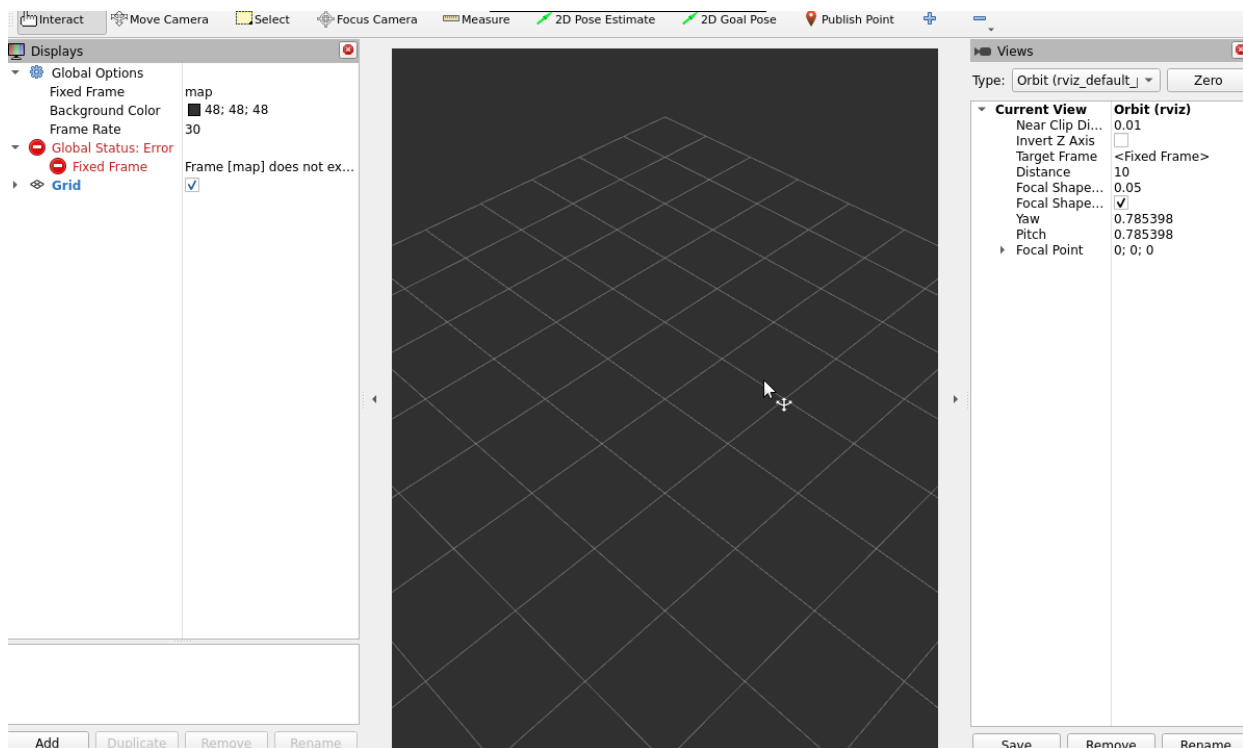 Interact Move Camera Select Focus Camera Measure 2D Pose Estimate 2D Goal Pose Publish Point
Displays
Global Options
Fixed Frame map
Background Color 48; 48; 48
Frame Rate 30
Global Status: Error
Fixed Frame Frame [map] does not ex...
Grid
Add Duplicate Remove Rename
Views
Type: Orbit (rviz_default_ Zero
Current View Orbit (rviz)
Near Clip Di... 0.01
Invert Z Axis
Target Frame <Fixed Frame>
Distance 10
Focal Shape... 0.05
Focal Shape...
Yaw 0.785398
Pitch 0.785398
Focal Point 0; 0; 0
Save Remove Rename